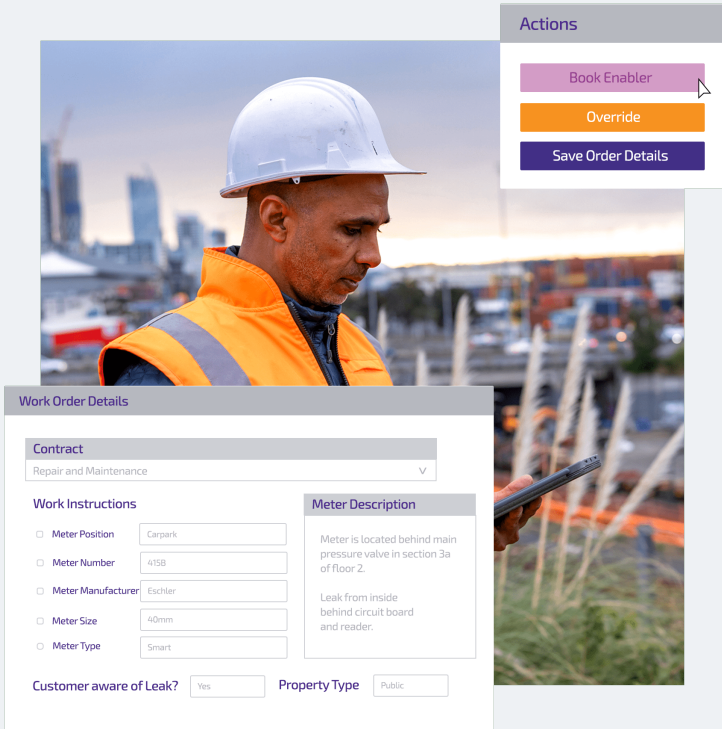 Actions
Book Enabler
Override
Save Order Details
Work Order Details
Contract
Repair and Maintenance
V
Work Instructions
Meter Position Carpark
Meter Number 415B
Meter Manufacturer Eschler
Meter Size 40mm
Meter Type Smart
Meter Description
Meter is located behind main
pressure valve in section 3a
of floor 2.
Leak from inside
behind circuit board
and reader.
Customer aware of Leak? Yes
Property Type Public